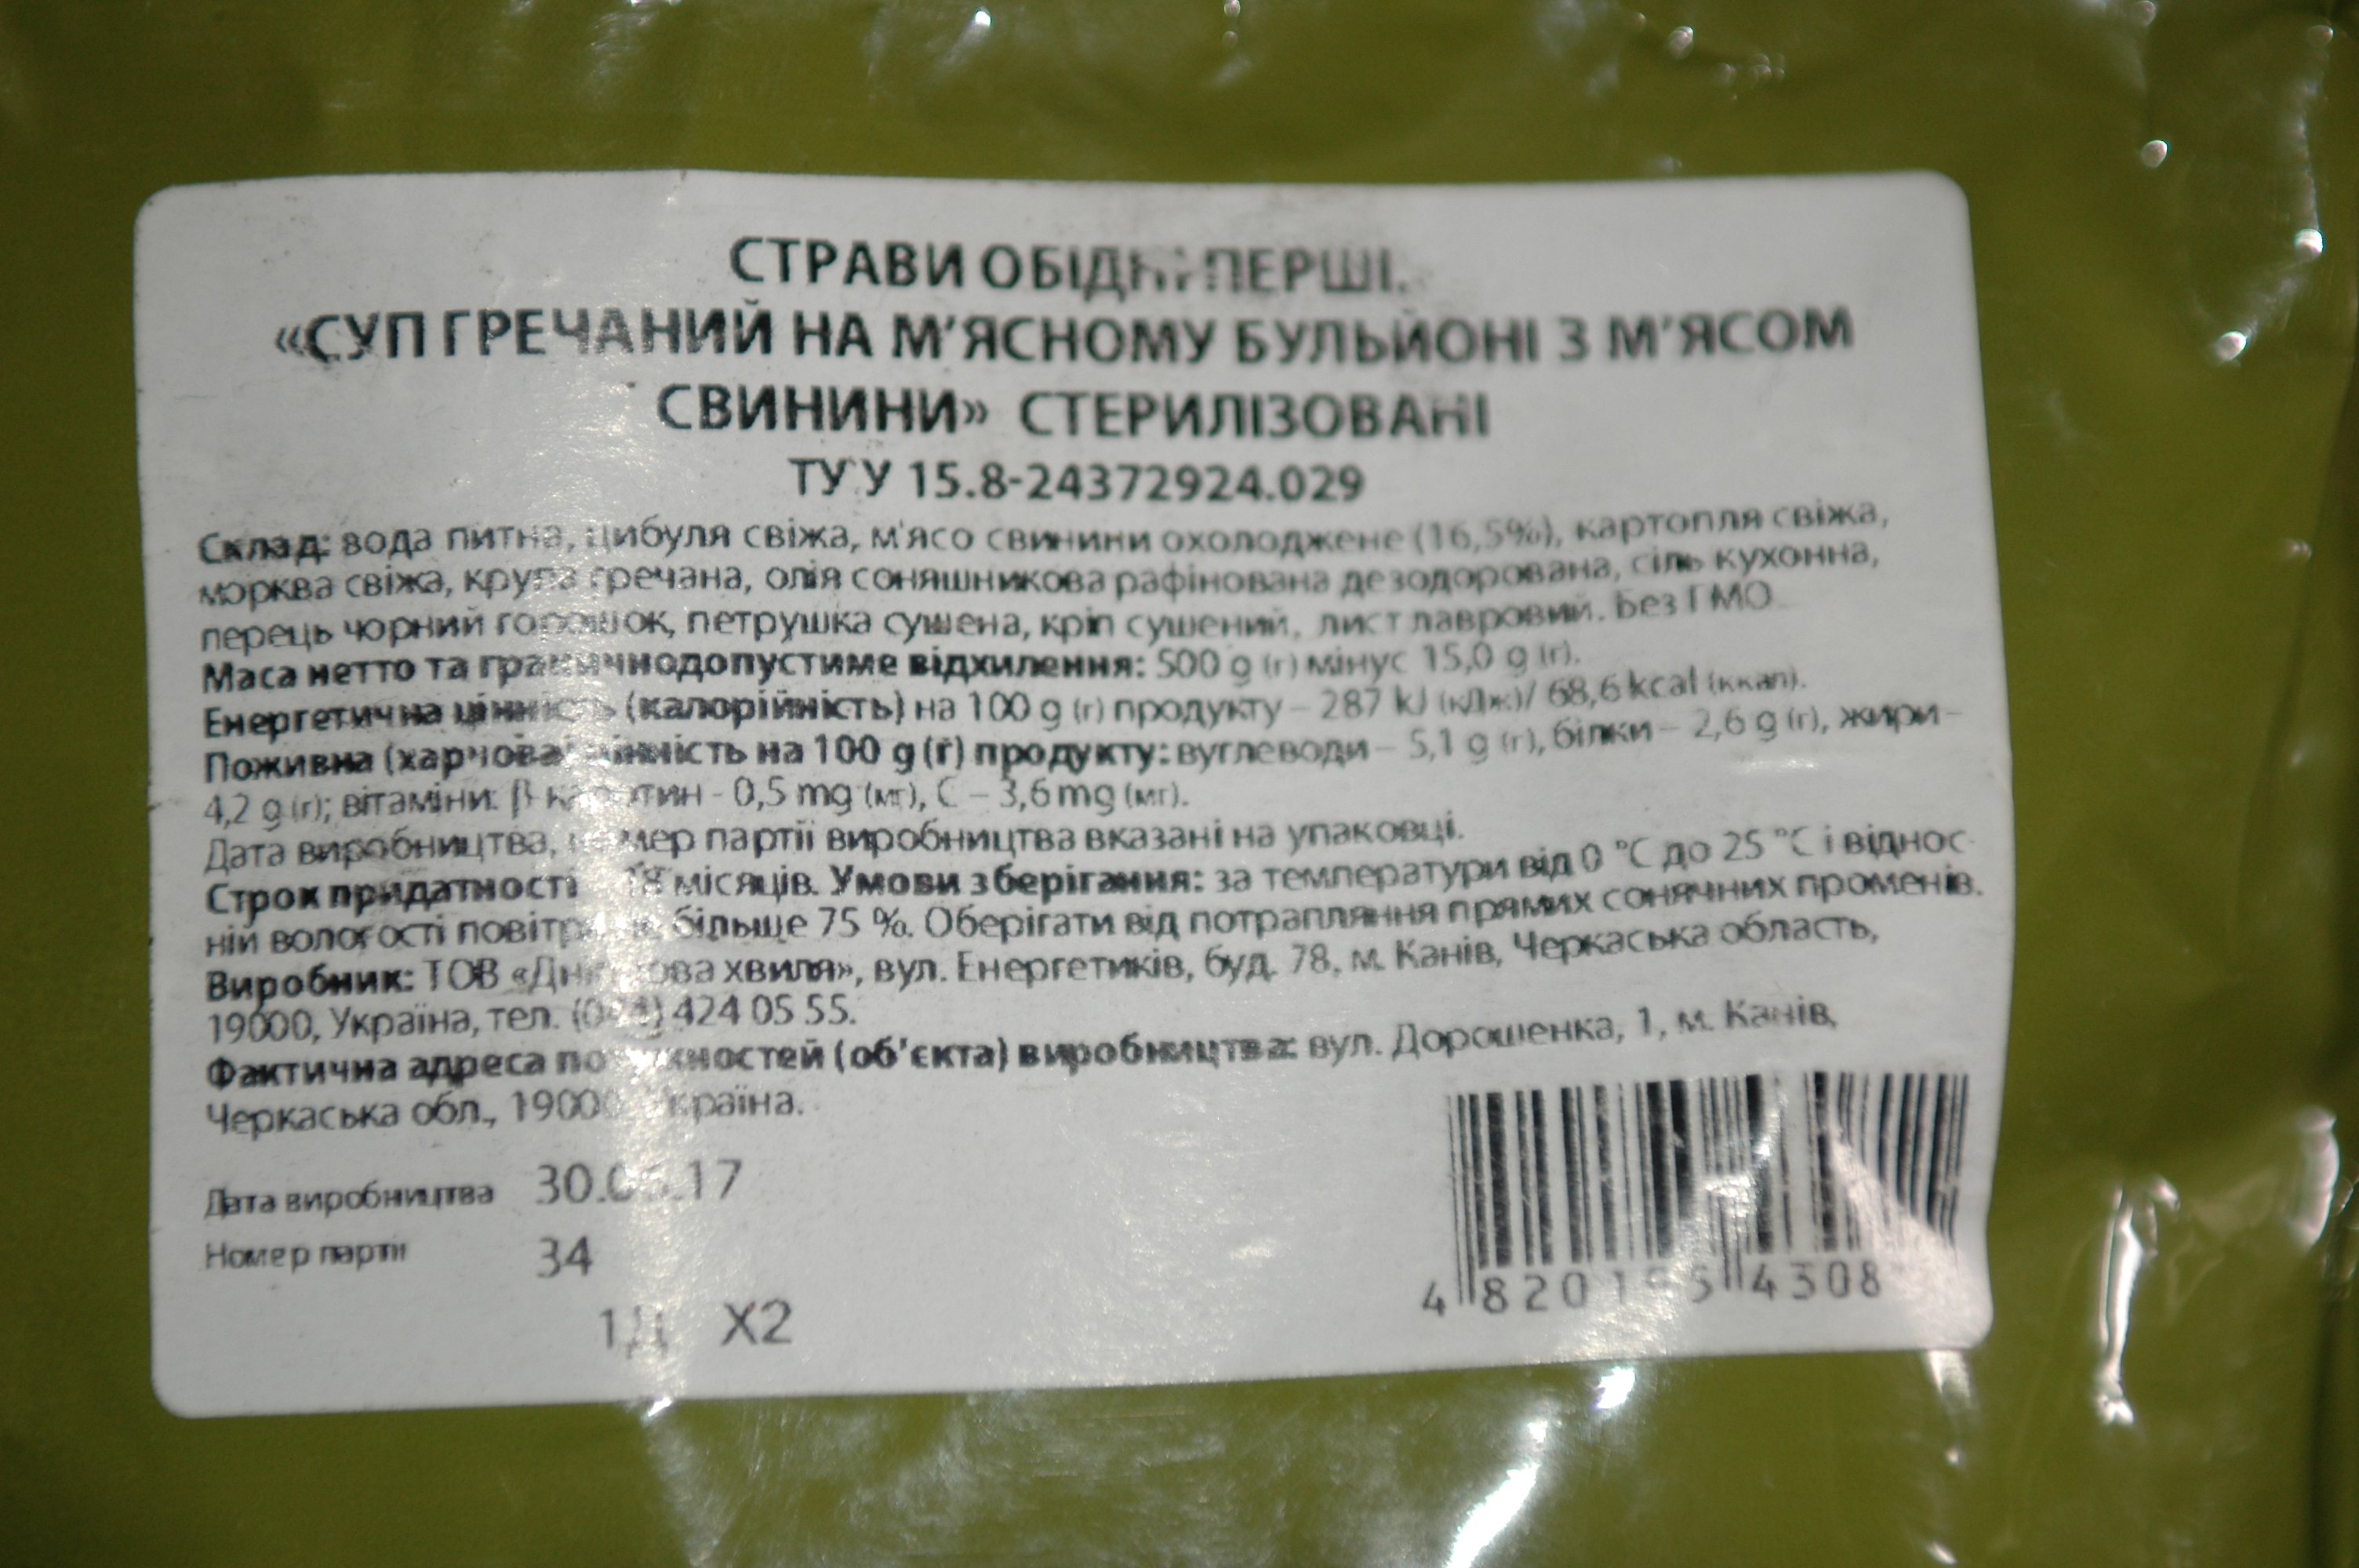 СТРАВИ ОБІДНІ ПЕРШІ.
«СУП ГРЕЧАНИЙ НА М'ЯСНОМУ БУЛЬЙОНІ З М'ЯСОМ
СВИНИНИ» СТЕРИЛІЗОВАНІ
ТУ У 15.8-24372924.029
Склад: вода питна, цибуля свіжа, м'ясо свинини охолоджене (16,5%), картопля свіжа,
морква свіжа, крупа гречана, олія соняшникова рафінована дезодорована, сіль кухонна,
перець чорний горошок, петрушка сушена, кріп сушений, лист лавровий. Без ГМО.
Маса нетто та граничнодопустиме відхилення: 500 g (г) мінус 15,0 g (г).
Енергетична цінність (калорійність) на 100 g (г) продукту – 287 kJ (кДж)/ 68,6 kcal (ккал).
Поживна (харчова) цінність на 100 g (г) продукту: вуглеводи – 5,1 g (г), білки – 2,6 g (г), жири –
4,2 g (г); вітаміни: β-каротин - 0,5 mg (мг), С – 3,6 mg (мг).
Дата виробництва, номер партії виробництва вказані на упаковці.
Строк придатності 18 місяців. Умови зберігання: за температури від 0 °С до 25 °С і віднос-
ній вологості повітря не більше 75 %. Оберігати від потрапляння прямих сонячних променів.
Виробник: ТОВ «Дніпрова хвиля», вул. Енергетиків, буд. 78, м. Канів, Черкаська область,
19000, Україна, тел. 424 05 55.
Фактична адреса потужностей (об'єкта) виробництва: вул. Дорошенка, 1, м. Канів,
Черкаська обл., 19000, Україна.
Дата виробництва
Номер партії 34
1Д Х2